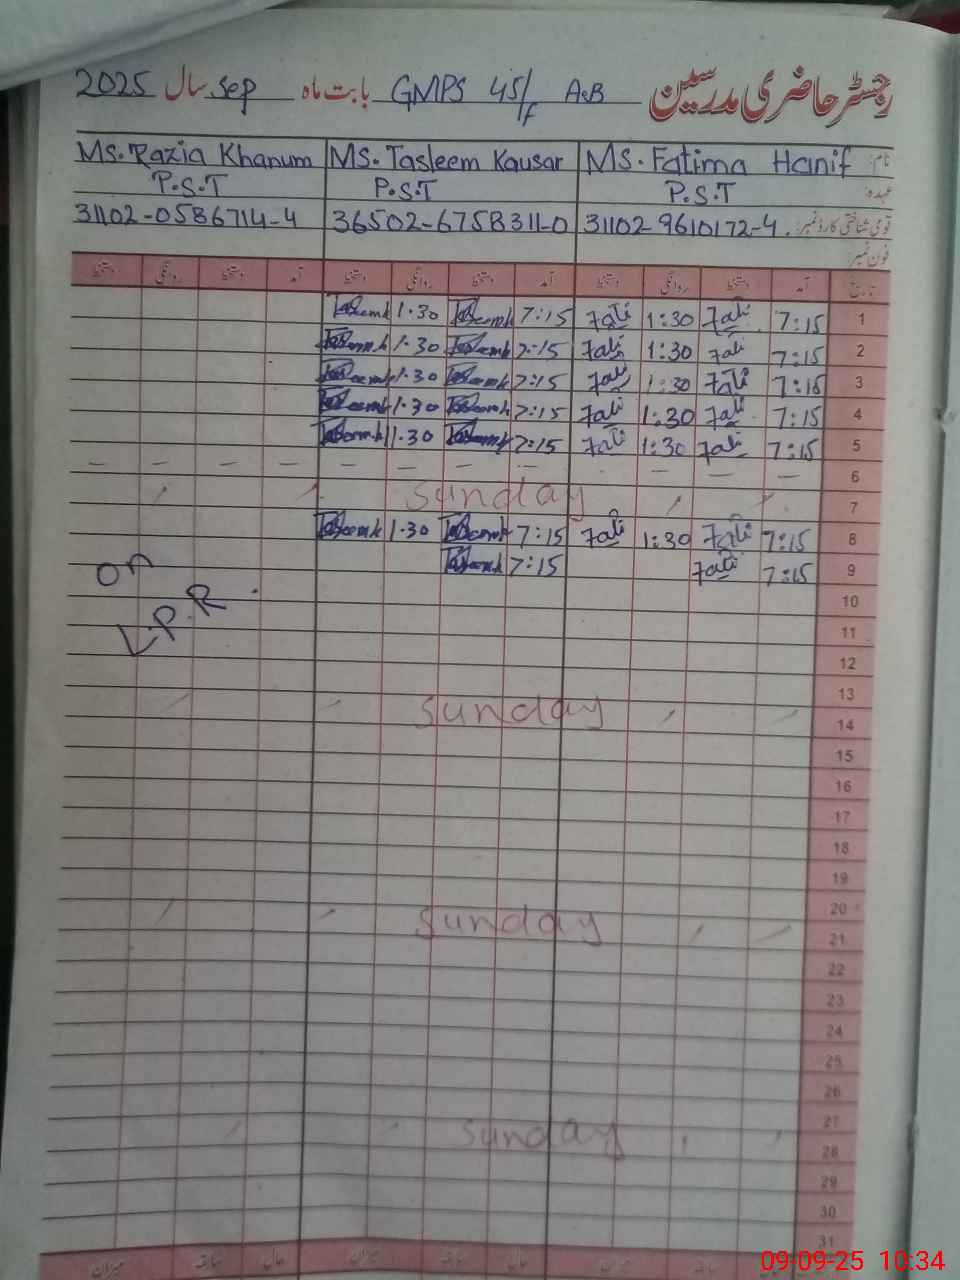 رجسٹر حاضری مدرسین GMPS 45/F A&B بابت ماہ Sep سال 2025
نام: Ms. Fatima Hanif Ms. Tasleem Kausar Ms. Razia Khanum
عہدہ: P.S.T P.S.T P.S.T
قومی شناختی کارڈ نمبر: 31102-9610172-4. 36502-6758311-0 31102-0586714-4
فون نمبر:
تاریخ آمد دستخط روانگی دستخط آمد دستخط روانگی دستخط آمد دستخط روانگی دستخط
1 7:15 1:30 7:15 1.30
2 7:15 1:30 7:15 1.30
3 7:15 1:30 7:15 1.30
4 7:15 1:30 7:15 1.30
5 7:15 1:30 7:15 1.30
6 – – – – – – – – – – –
7 Sunday
8 7:15 1:30 7:15 1.30
9 7:15 7:15
on
10
L.P.R.
11
12
13
14 Sunday
15
16
17
18
19
20
21 Sunday
22
23
24
25
26
27
28 Sunday
29
30
31
حال سابقہ میزان حال سابقہ میزان
09-09-25 10:34